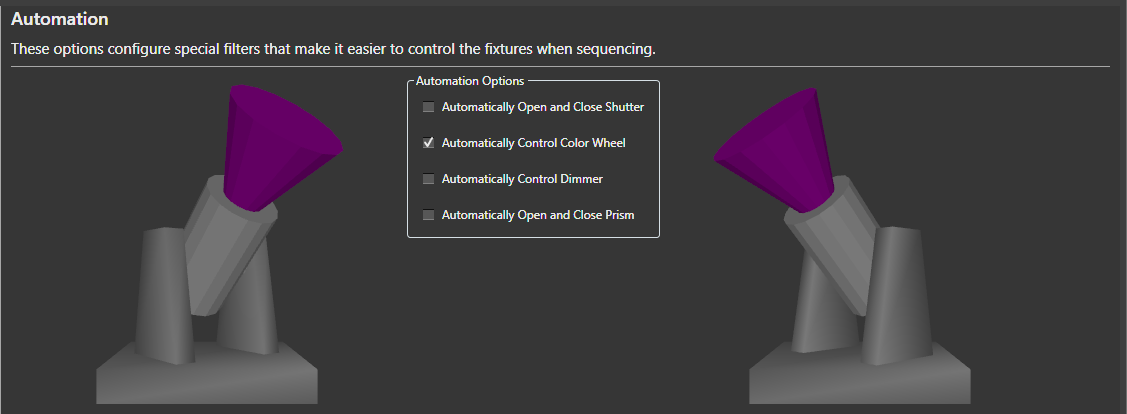 Automation
These options configure special filters that make it easier to control the fixtures when sequencing.
Automation Options
Automatically Open and Close Shutter
Automatically Control Color Wheel
Automatically Control Dimmer
Automatically Open and Close Prism